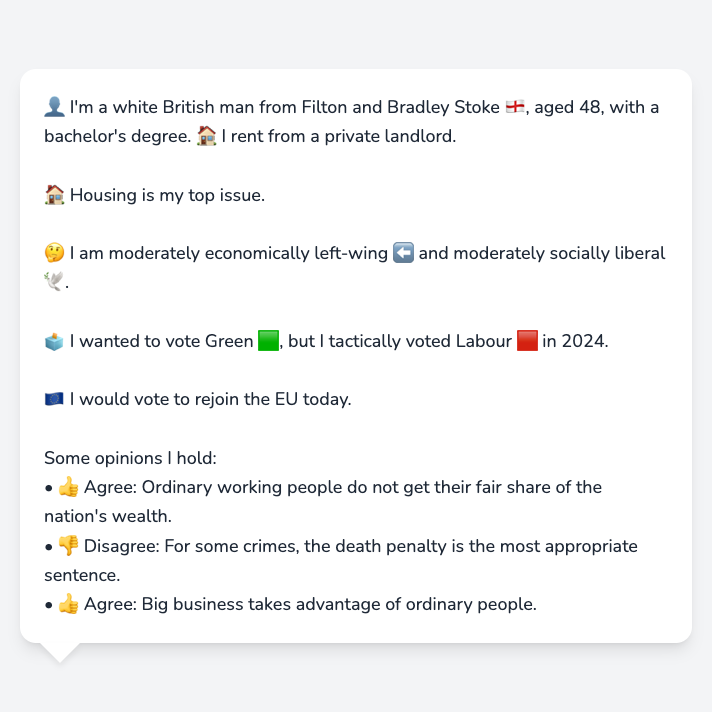 👤 I'm a white British man from Filton and Bradley Stoke 🏴󠁧󠁢󠁥󠁮󠁧󠁿, aged 48, with a
bachelor's degree. 🏠 I rent from a private landlord.
🏠 Housing is my top issue.
🤔 I am moderately economically left-wing ⬅️ and moderately socially liberal
🕊️.
🗳️ I wanted to vote Green 🟩, but I tactically voted Labour 🟥 in 2024.
🇪🇺 I would vote to rejoin the EU today.
Some opinions I hold:
• 👍 Agree: Ordinary working people do not get their fair share of the
nation's wealth.
• 👎 Disagree: For some crimes, the death penalty is the most appropriate
sentence.
• 👍 Agree: Big business takes advantage of ordinary people.